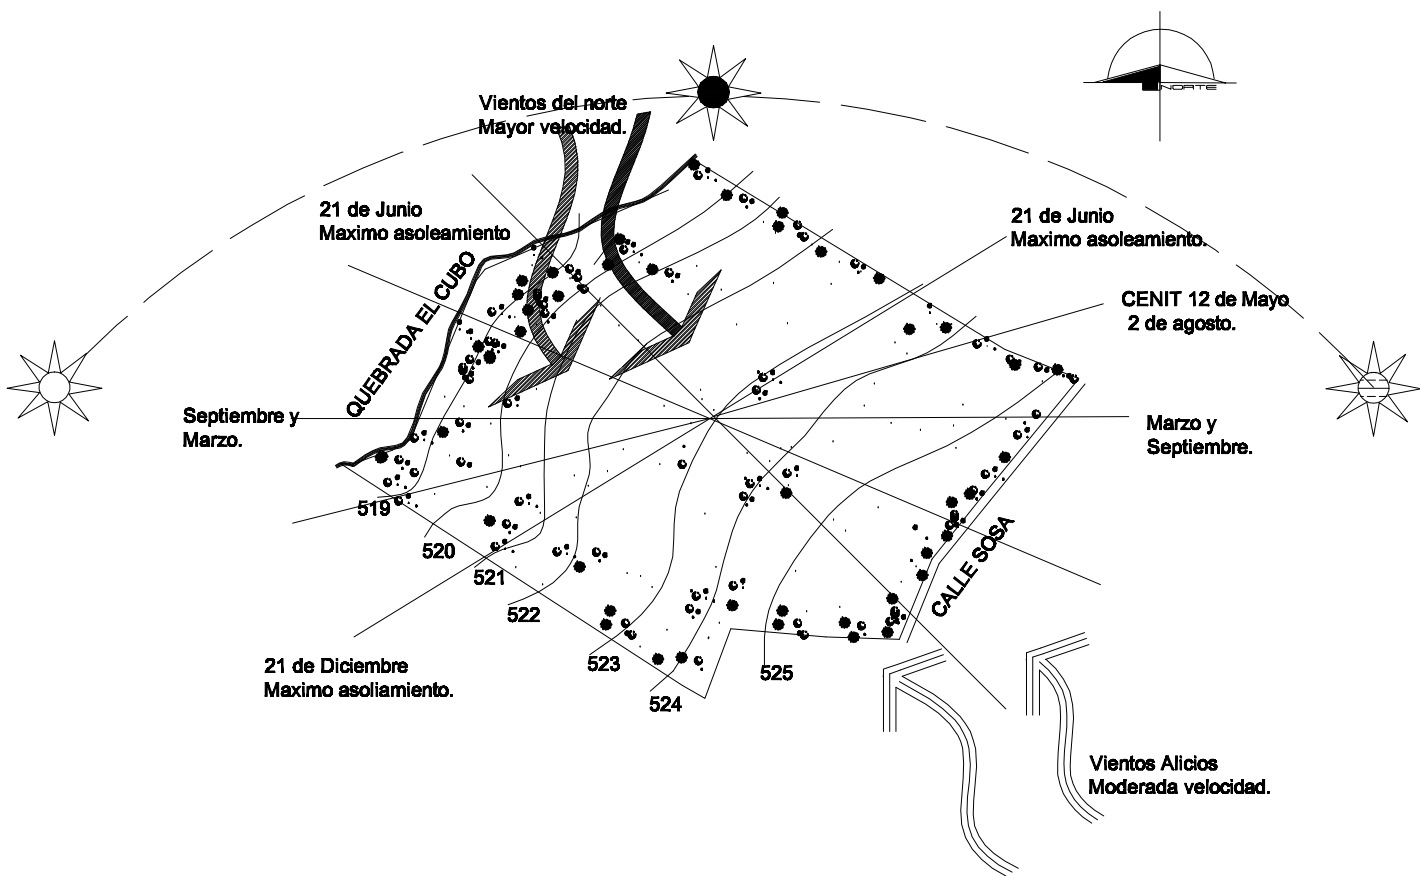 NORTE
Vientos del norte
Mayor velocidad.
21 de Junio
Maximo asoleamiento
21 de Junio
Maximo asoleamiento.
QUEBRADA EL CUBO
CENIT 12 de Mayo
2 de agosto.
Septiembre y
Marzo.
Marzo y
Septiembre.
519
520
521
522
523
524
525
CALLE SOSA
21 de Diciembre
Maximo asoliamiento.
Vientos Alicios
Moderada velocidad.